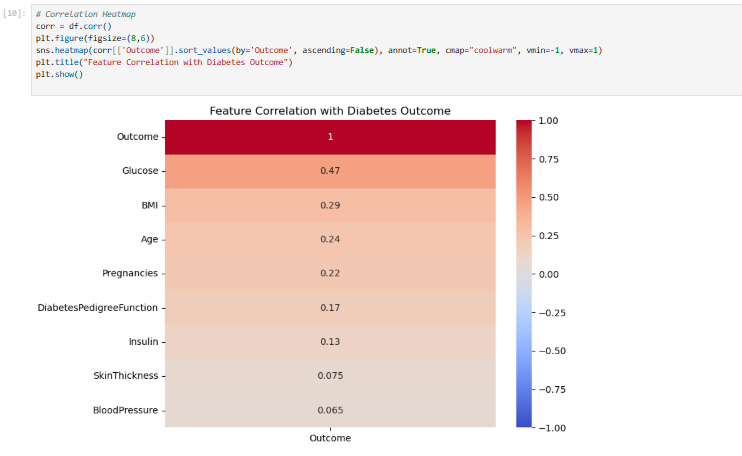 [10]:
# Correlation Heatmap
corr = df.corr()
plt.figure(figsize=(8,6))
sns.heatmap(corr[['Outcome']].sort_values(by='Outcome', ascending=False), annot=True, cmap="coolwarm", vmin=-1, vmax=1)
plt.title("Feature Correlation with Diabetes Outcome")
plt.show()
Feature Correlation with Diabetes Outcome
Outcome 1
Glucose 0.47
BMI 0.29
Age 0.24
Pregnancies 0.22
DiabetesPedigreeFunction 0.17
Insulin 0.13
SkinThickness 0.075
BloodPressure 0.065
Outcome
1.00
0.75
0.50
0.25
0.00
−0.25
−0.50
−0.75
−1.00